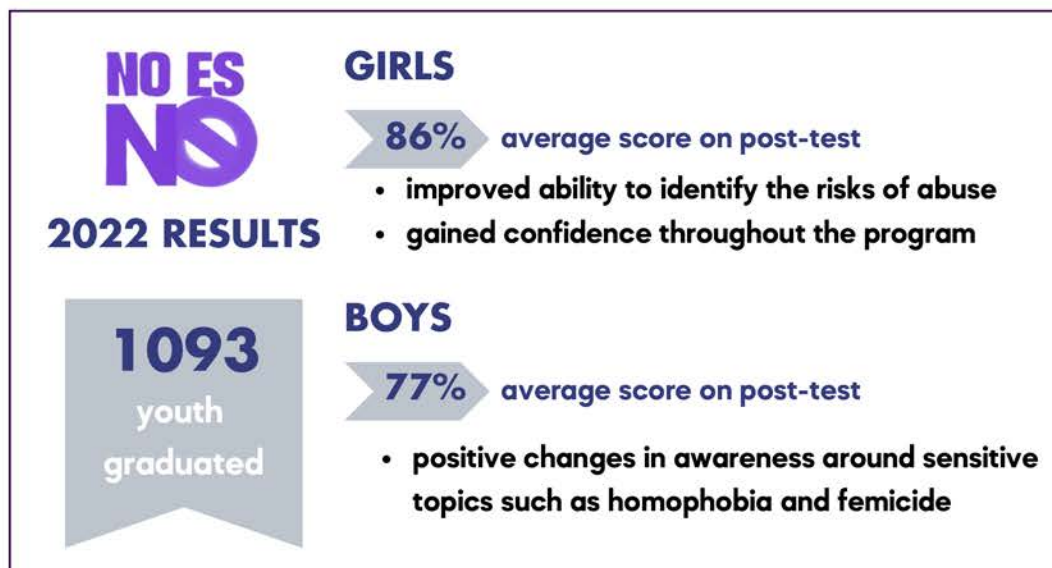 NO ES
NO
2022 RESULTS
1093
youth
graduated
GIRLS
86% average score on post-test
• improved ability to identify the risks of abuse
• gained confidence throughout the program
BOYS
77% average score on post-test
• positive changes in awareness around sensitive
topics such as homophobia and femicide